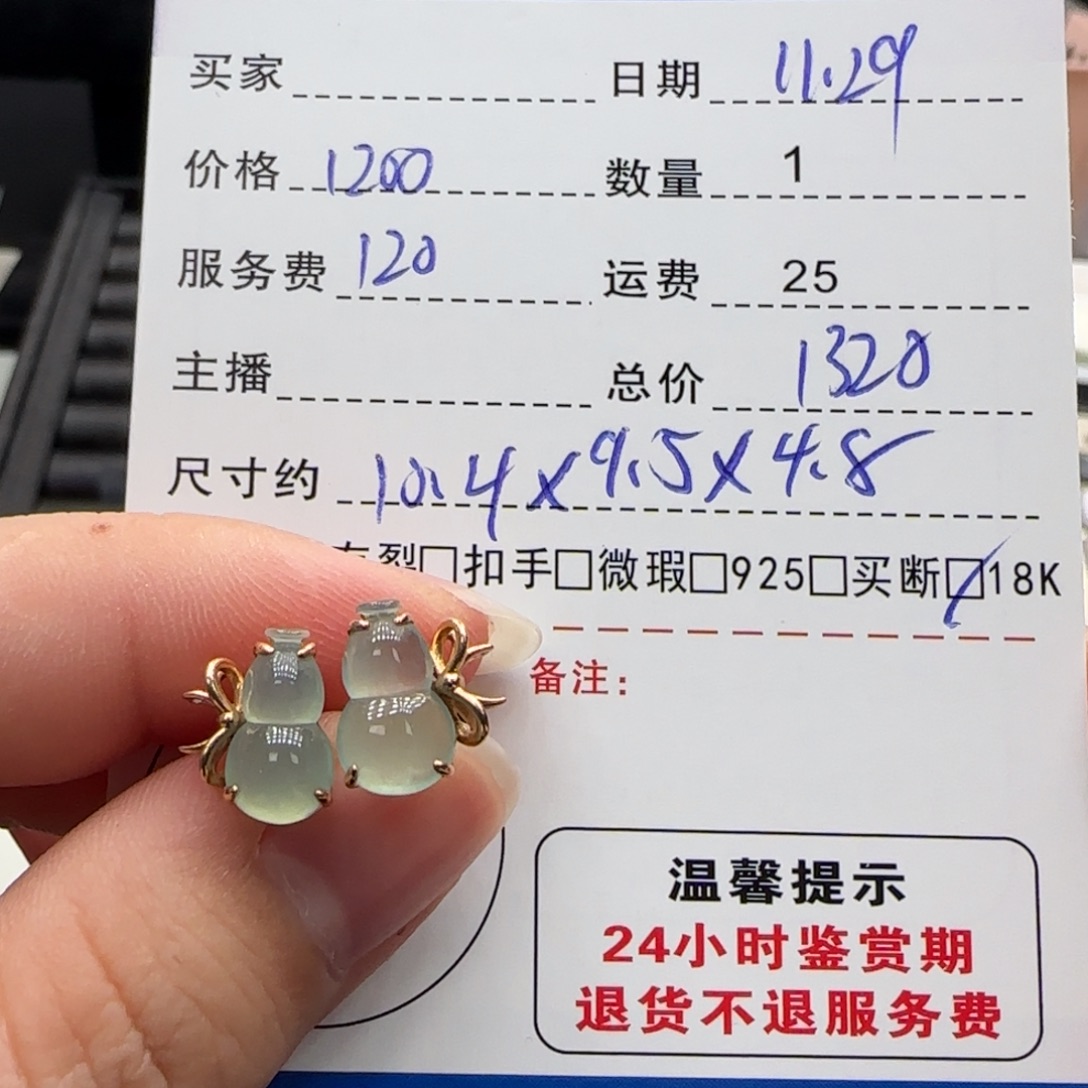 买家 日期 11.29
价格 1200 数量 1
服务费 120 运费 25
主播 总价 1320
尺寸约 10.4x9.5x4.8
裂□扣手□微瑕□925□买断☑18K
备注：
温馨提示
24小时鉴赏期
退货不退服务费